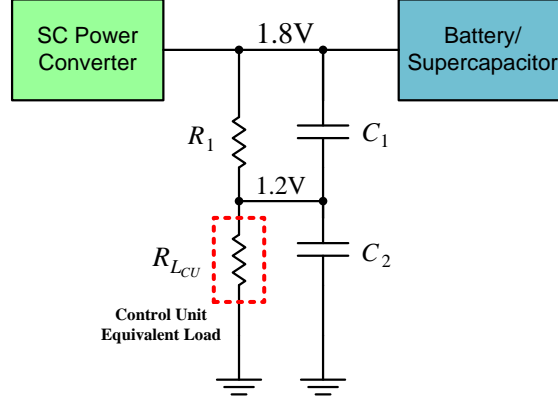 SC Power
Converter
1.8V
Battery/
Supercapacitor
R1
C1
1.2V
RLCU
C2
Control Unit
Equivalent Load